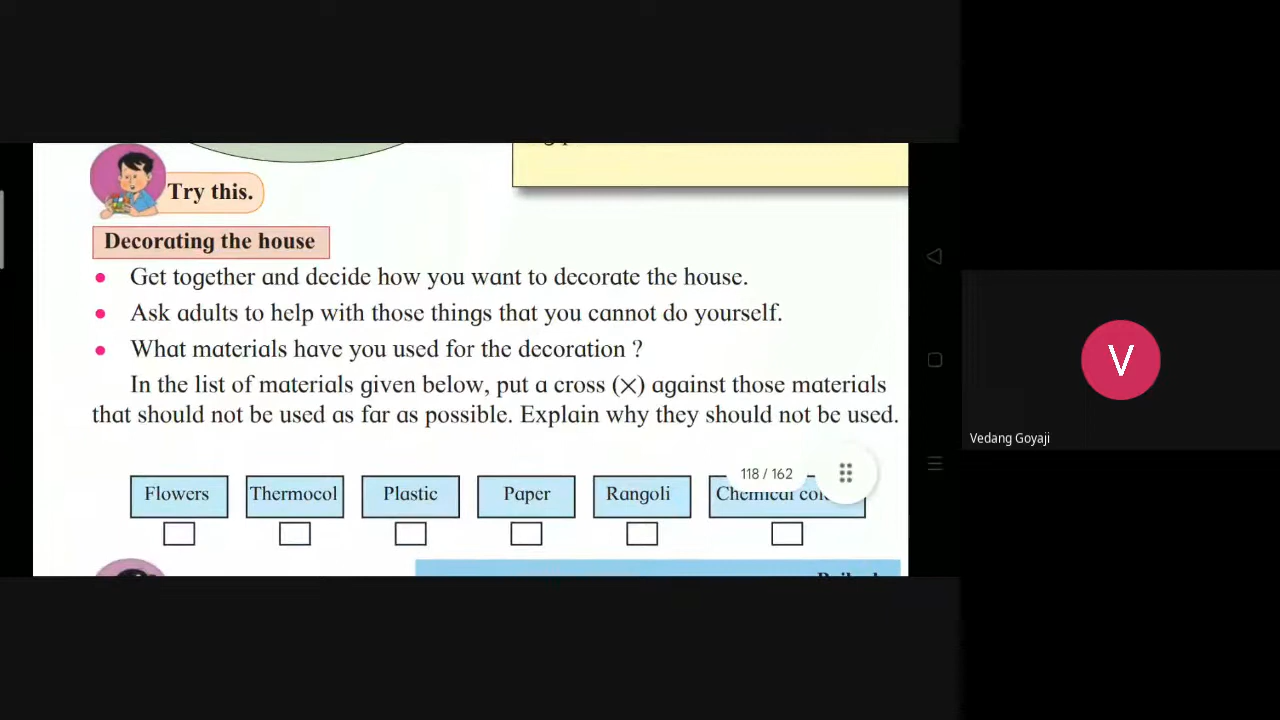 Try this.
Decorating the house
• Get together and decide how you want to decorate the house.
• Ask adults to help with those things that you cannot do yourself.
• What materials have you used for the decoration ?
In the list of materials given below, put a cross (×) against those materials
that should not be used as far as possible. Explain why they should not be used.
118 / 162
Flowers Thermocol Plastic Paper Rangoli Chemical
V
Vedang Goyaji